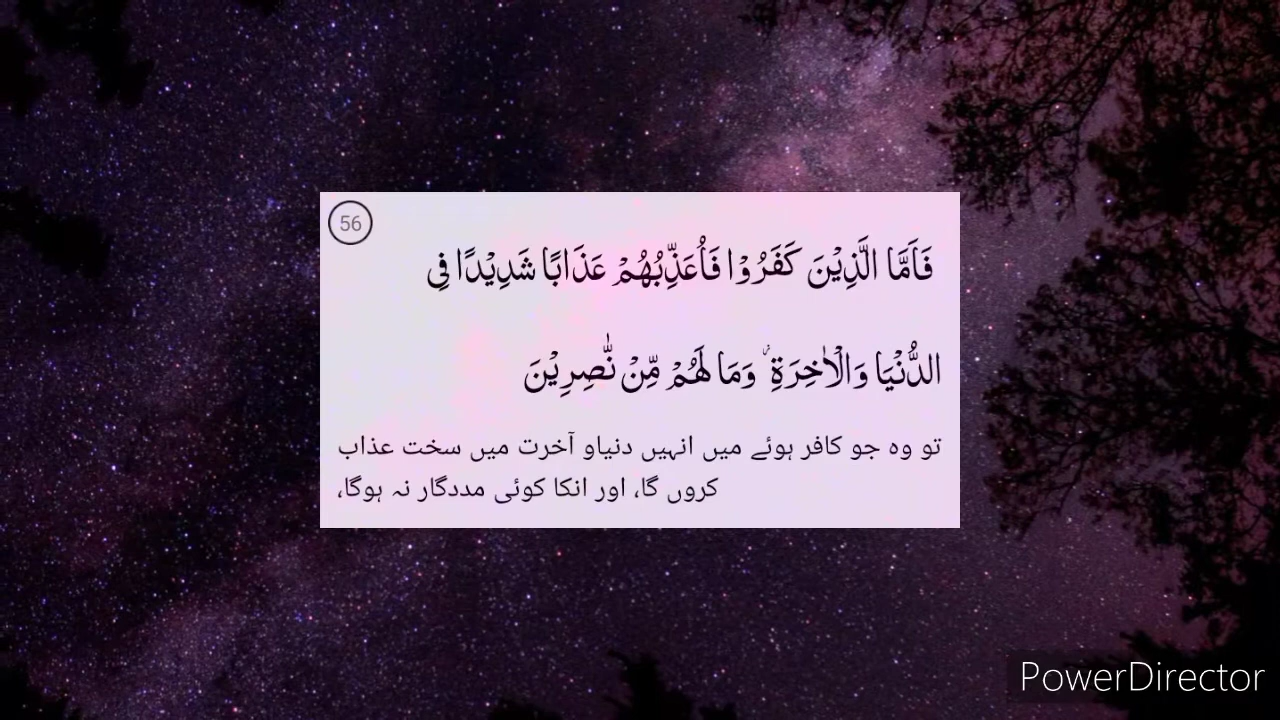 56
فَاَمَّا الَّذِيْنَ كَفَرُوْا فَاُعَذِّبُهُمْ عَذَابًا شَدِيْدًا فِى
الدُّنْيَا وَالْاٰخِرَةِ ۫ وَمَا لَهُمْ مِّنْ نّٰصِرِيْنَ
تو وہ جو کافر ہوئے میں انہیں دنیاو آخرت میں سخت عذاب
کروں گا، اور انکا کوئی مددگار نہ ہوگا،
PowerDirector